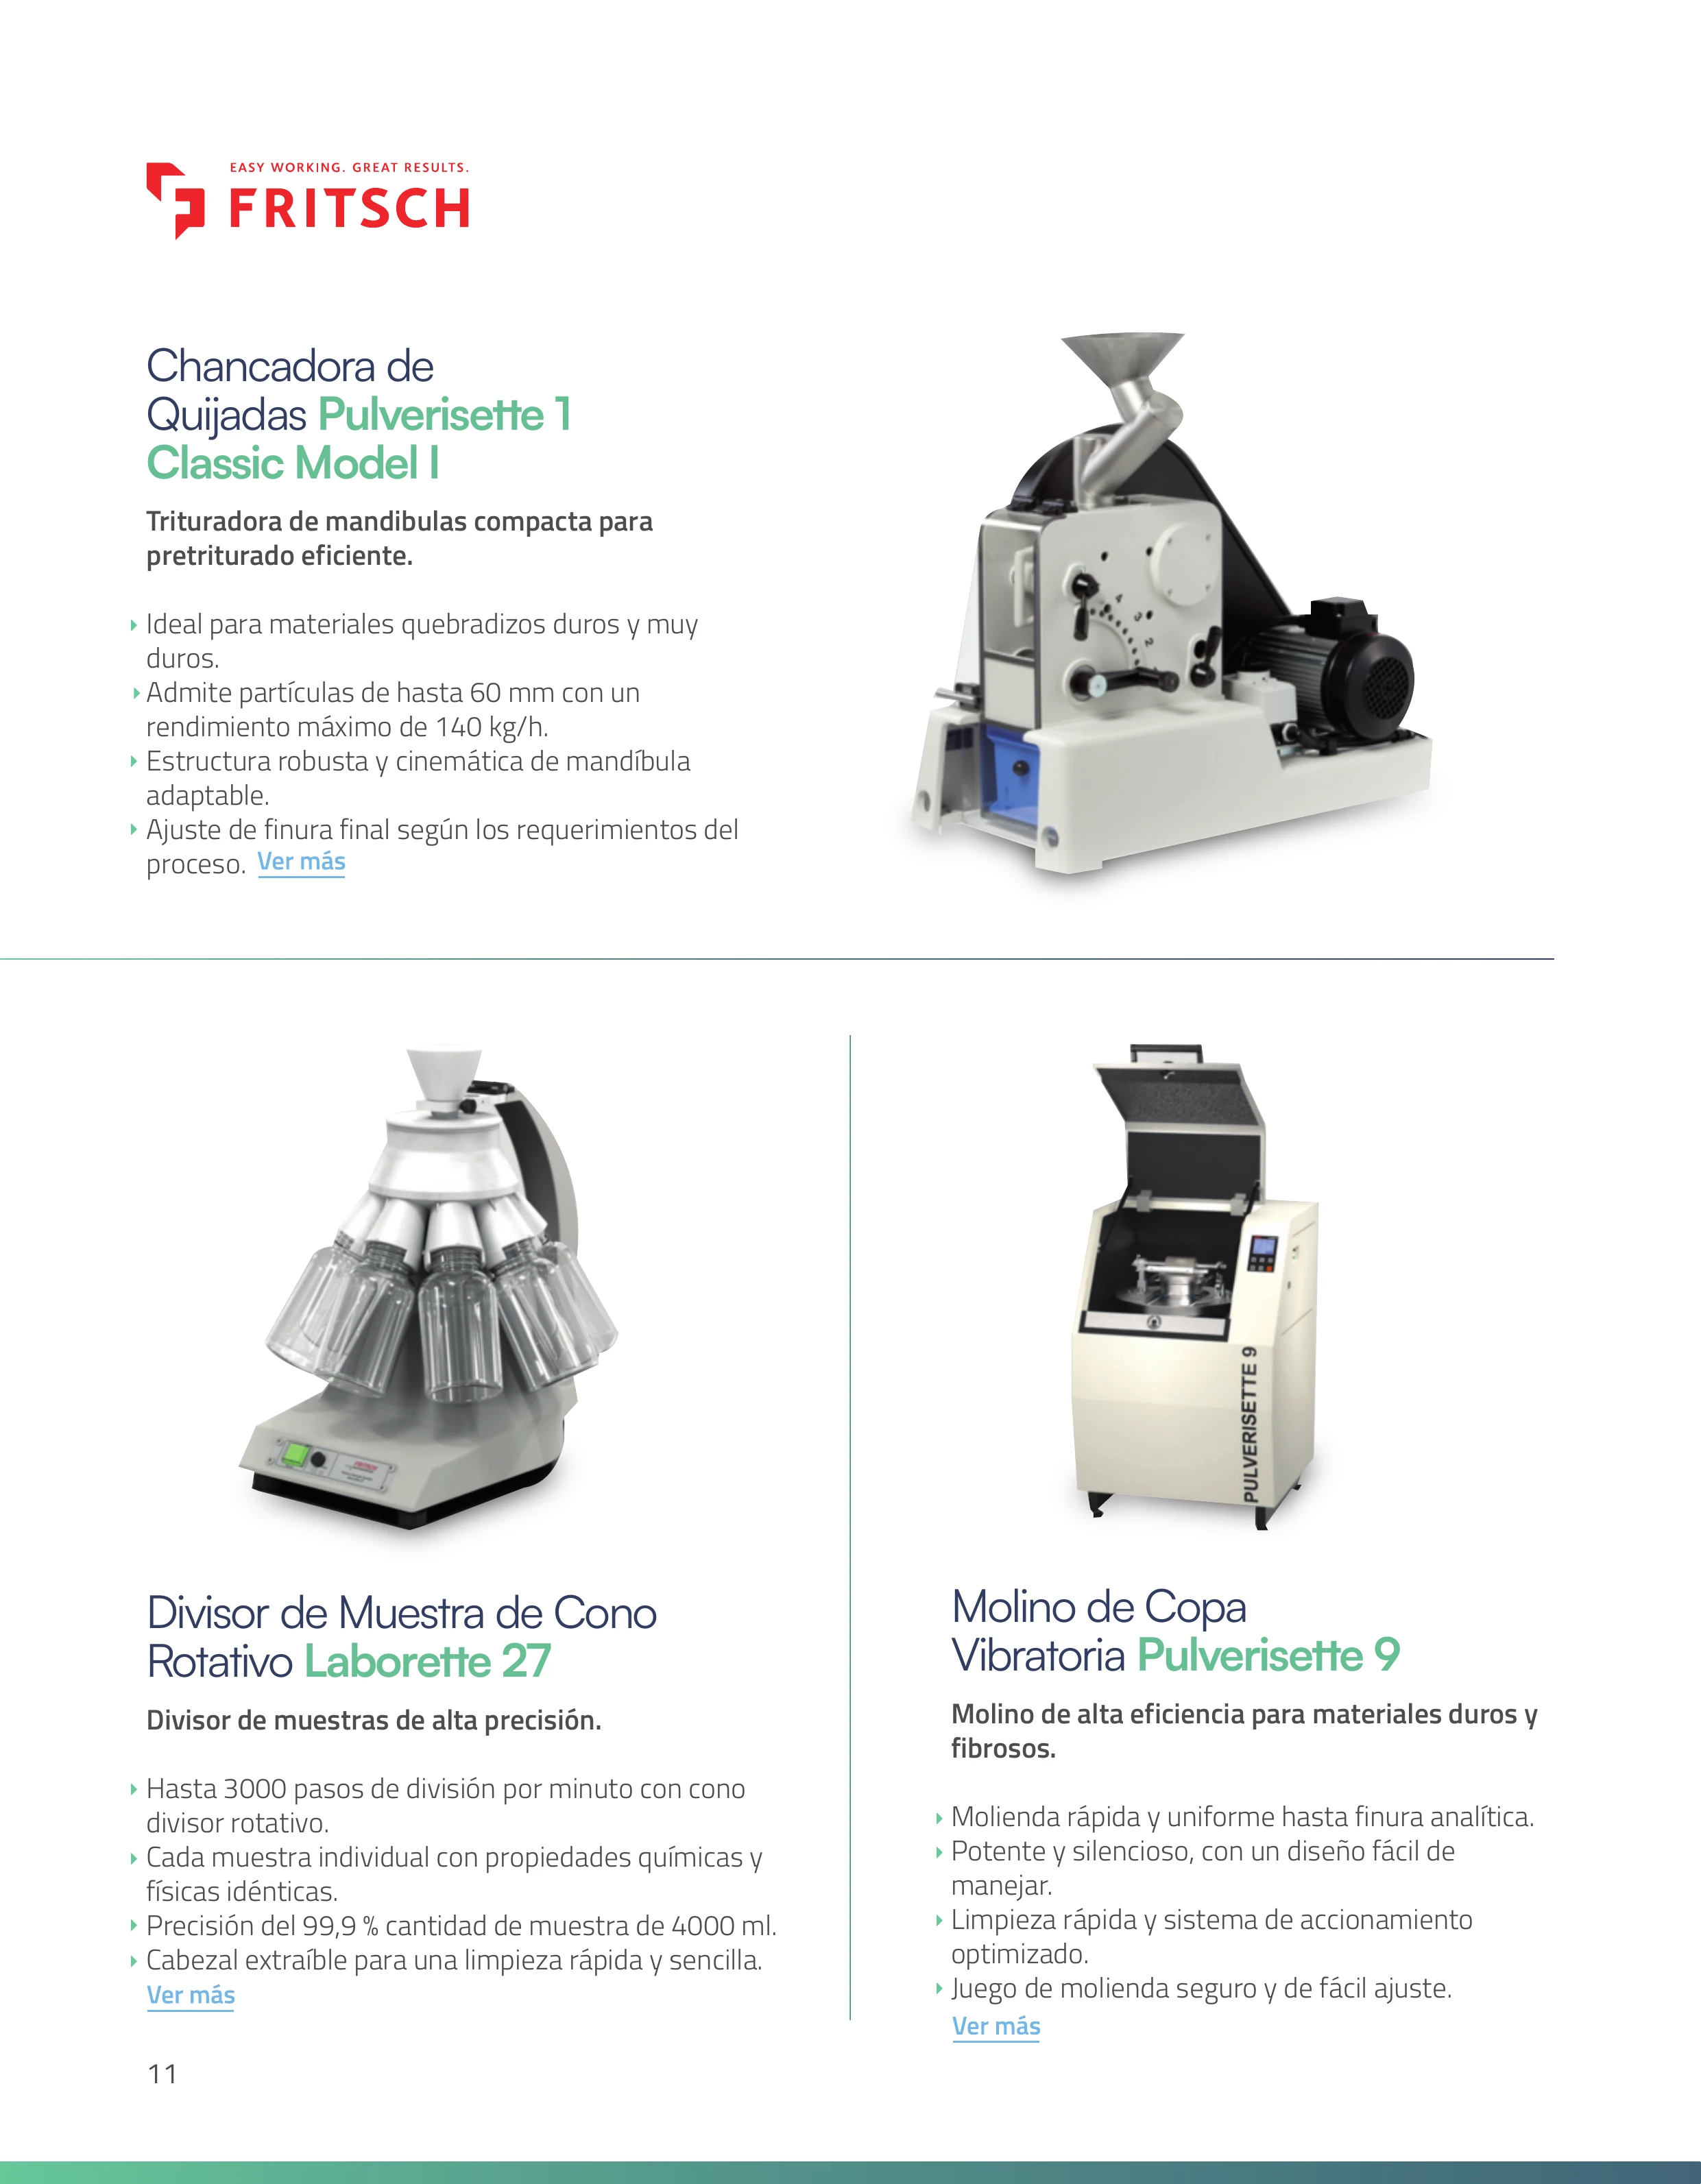 EASY WORKING. GREAT RESULTS.
FRITSCH
Chancadora de
Quijadas Pulverisette 1
Classic Model I
Trituradora de mandibulas compacta para
pretriturado eficiente.
Ideal para materiales quebradizos duros y muy
duros.
Admite partículas de hasta 60 mm con un
rendimiento máximo de 140 kg/h.
Estructura robusta y cinemática de mandíbula
adaptable.
Ajuste de finura final según los requerimientos del
proceso. Ver más
4
3
2
FRITSCH
PULVERISETTE 9
Divisor de Muestra de Cono
Rotativo Laborette 27
Divisor de muestras de alta precisión.
Hasta 3000 pasos de división por minuto con cono
divisor rotativo.
Cada muestra individual con propiedades químicas y
físicas idénticas.
Precisión del 99,9 % cantidad de muestra de 4000 ml.
Cabezal extraíble para una limpieza rápida y sencilla.
Ver más
Molino de Copa
Vibratoria Pulverisette 9
Molino de alta eficiencia para materiales duros y
fibrosos.
Molienda rápida y uniforme hasta finura analítica.
Potente y silencioso, con un diseño fácil de
manejar.
Limpieza rápida y sistema de accionamiento
optimizado.
Juego de molienda seguro y de fácil ajuste.
Ver más
11